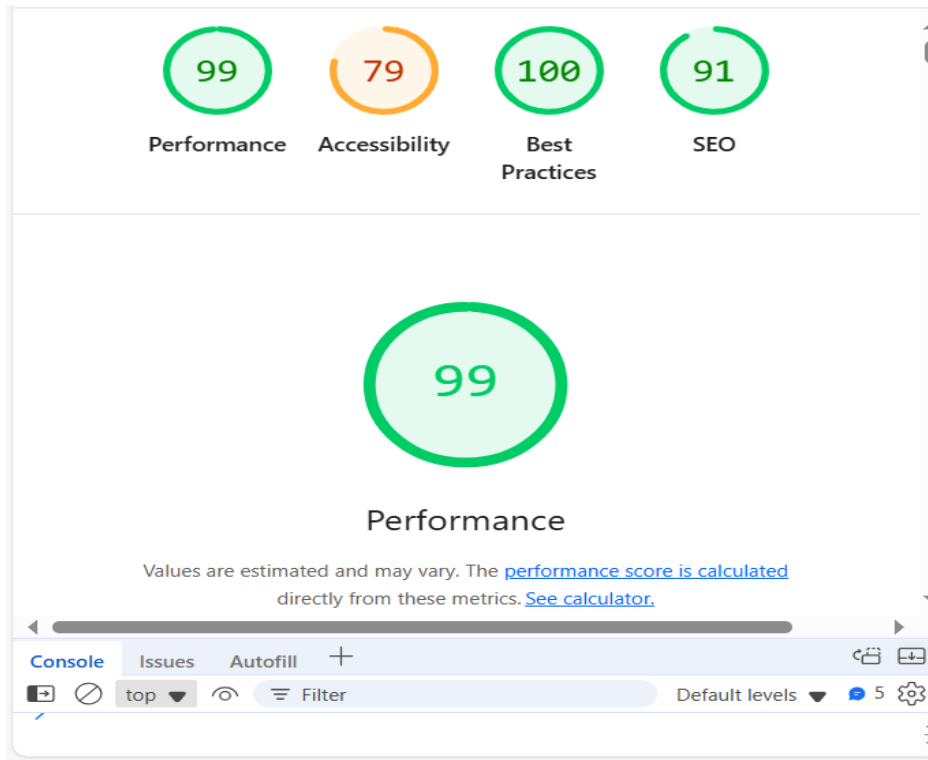 99 79 100 91
Performance Accessibility Best Practices SEO
99
Performance
Values are estimated and may vary. The performance score is calculated
directly from these metrics. See calculator.
Console Issues Autofill
top Filter Default levels 5